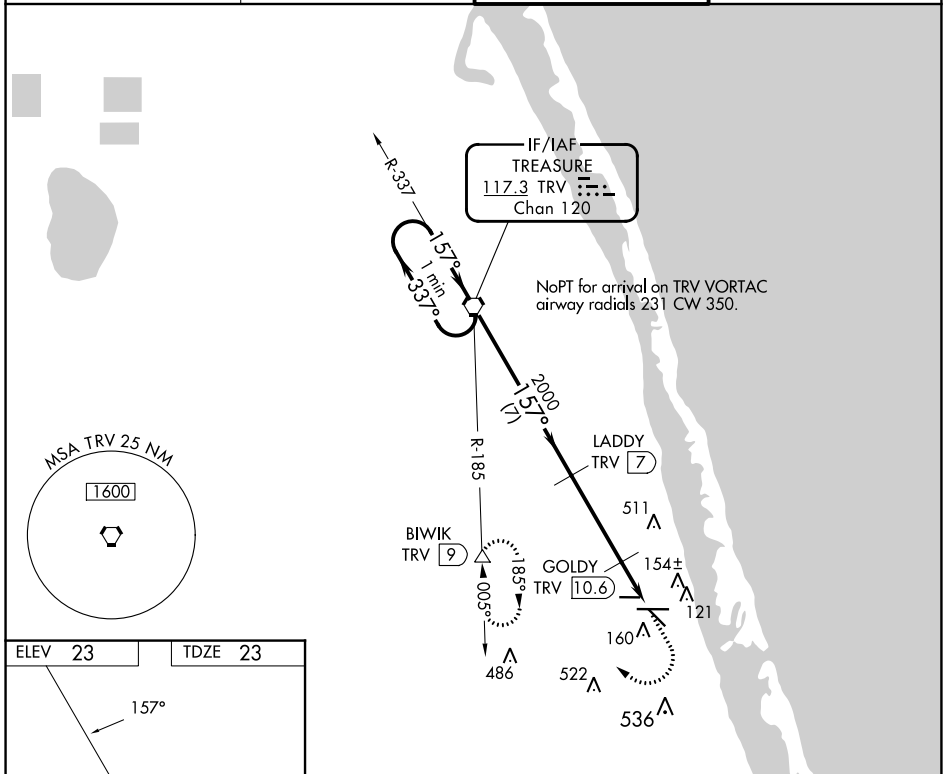 IF/IAF
TREASURE
117.3 TRV
Chan 120
R-337
157°
1 min
337°
NoPT for arrival on TRV VORTAC
airway radials 231 CW 350.
2000
157°
(7)
R-185
LADDY
TRV 7
MSA TRV 25 NM
1600
511
BIWIK
TRV 9
185°
005°
GOLDY
TRV 10.6
154±
121
160
486
522
536
ELEV 23
TDZE 23
157°